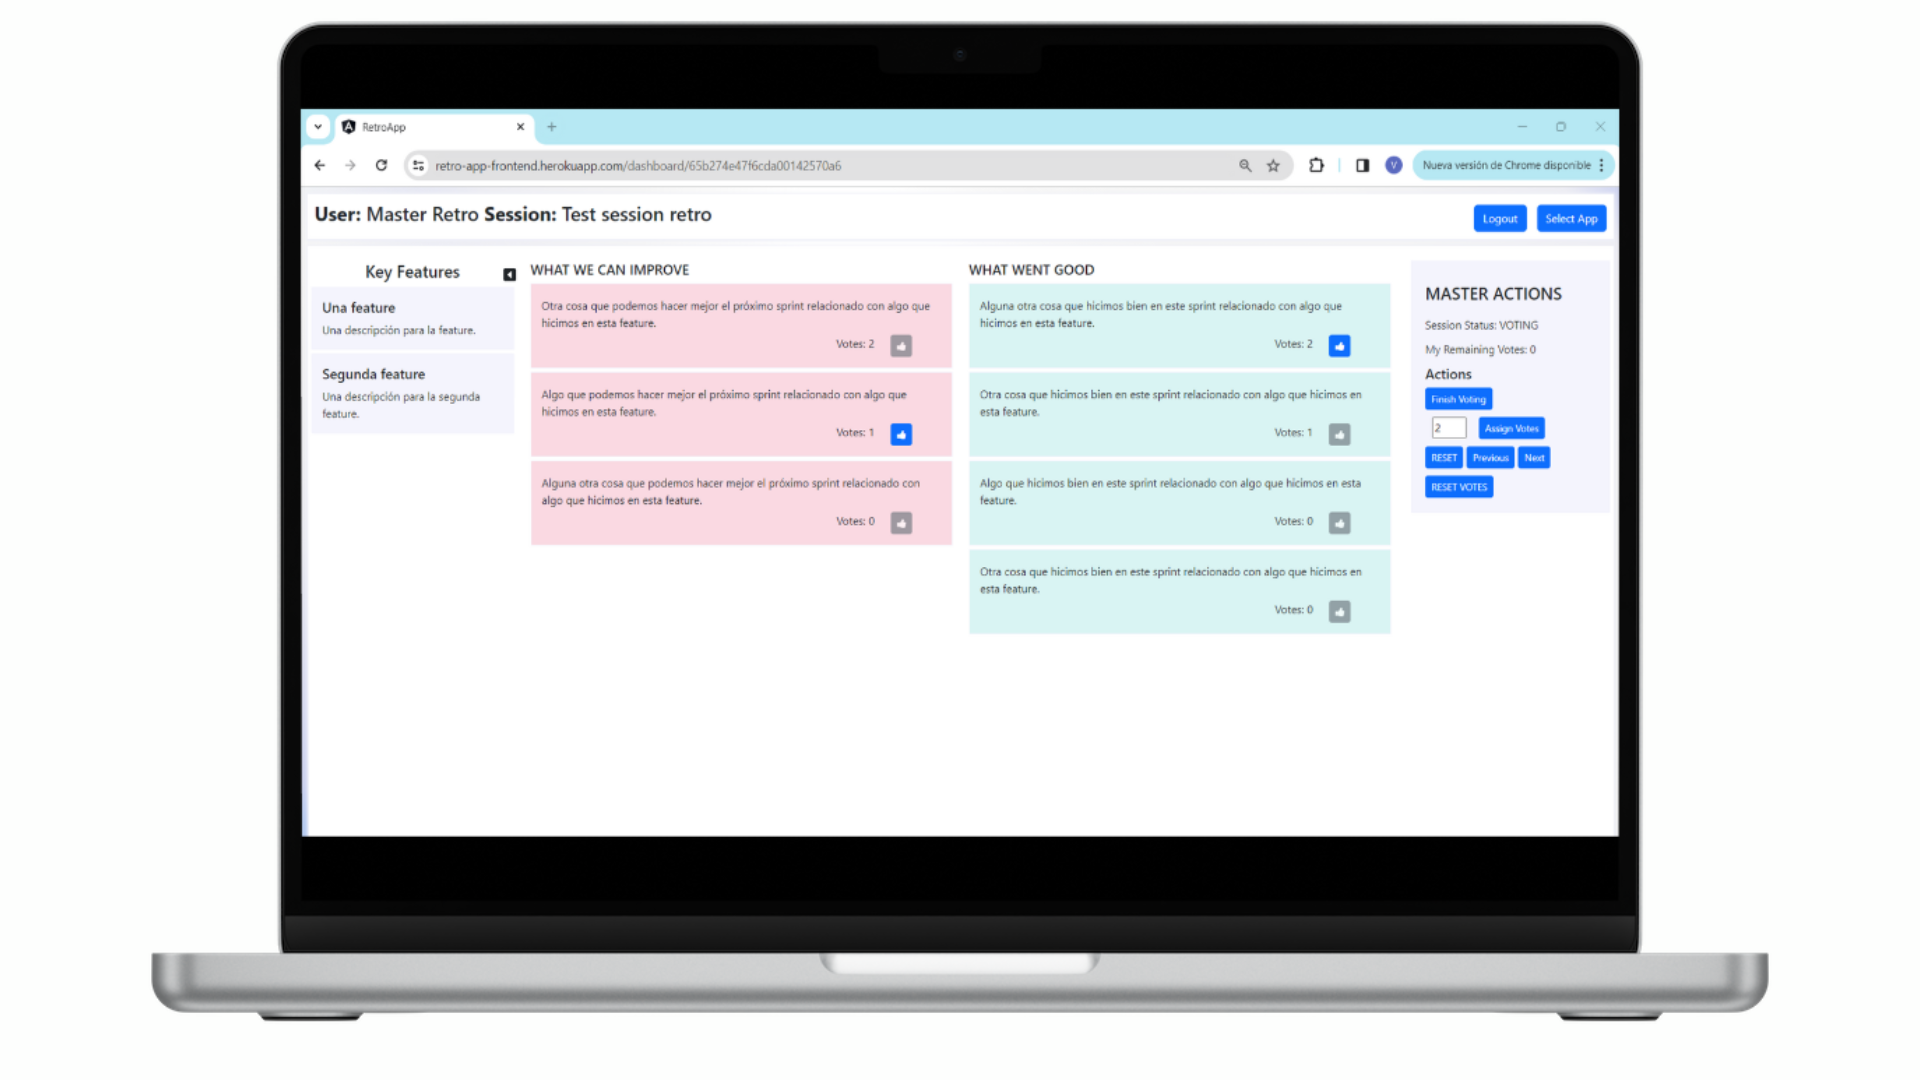 RetroApp
retro-app-frontend.herokuapp.com/dashboard/65b274e47f6cda00142570a6
V
Nueva versión de Chrome disponible
User: Master Retro Session: Test session retro
Logout
Select App
Key Features
Una feature
Una descripción para la feature.
Segunda feature
Una descripción para la segunda
feature.
WHAT WE CAN IMPROVE
Otra cosa que podemos hacer mejor el próximo sprint relacionado con algo que
hicimos en esta feature.
Votes: 2
Algo que podemos hacer mejor el próximo sprint relacionado con algo que
hicimos en esta feature.
Votes: 1
Alguna otra cosa que podemos hacer mejor el próximo sprint relacionado con
algo que hicimos en esta feature.
Votes: 0
WHAT WENT GOOD
Alguna otra cosa que hicimos bien en este sprint relacionado con algo que
hicimos en esta feature.
Votes: 2
Otra cosa que hicimos bien en este sprint relacionado con algo que hicimos en
esta feature.
Votes: 1
Algo que hicimos bien en este sprint relacionado con algo que hicimos en esta
feature.
Votes: 0
Otra cosa que hicimos bien en este sprint relacionado con algo que hicimos en
esta feature.
Votes: 0
MASTER ACTIONS
Session Status: VOTING
My Remaining Votes: 0
Actions
Finish Voting
2
Assign Votes
RESET
Previous
Next
RESET VOTES